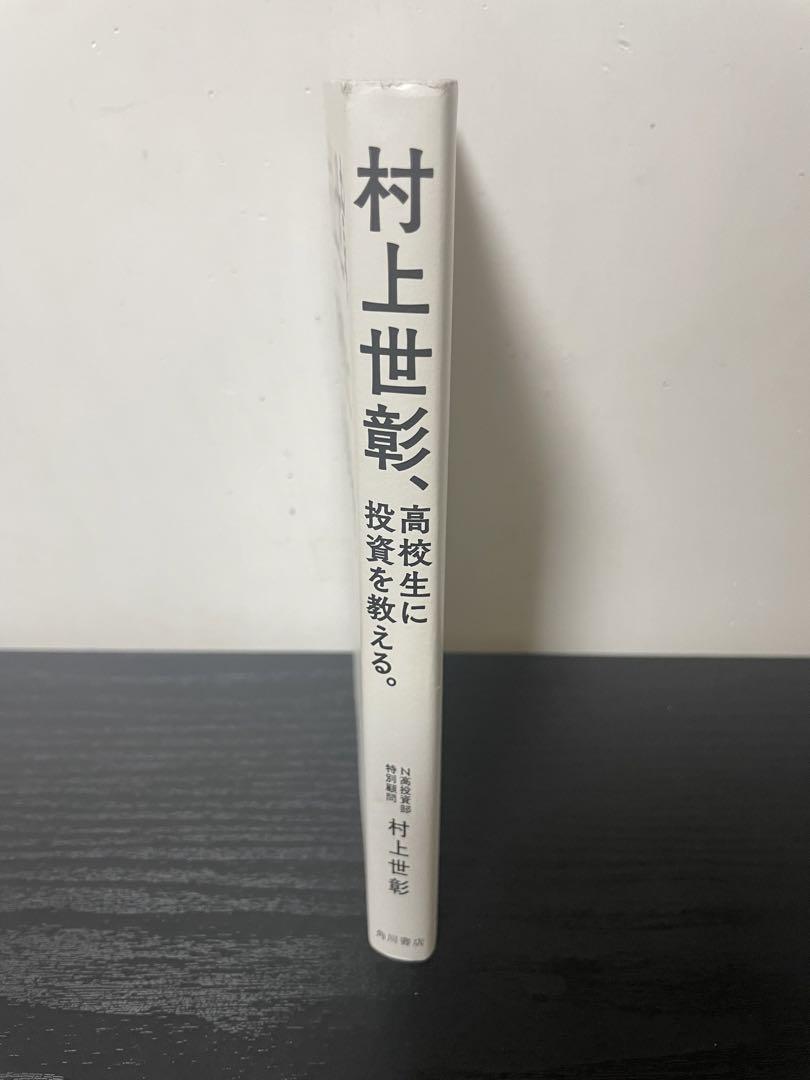 村上世彰、
高校生に
投資を教える。
N高投資部
特別顧問
村上世彰
角川書店